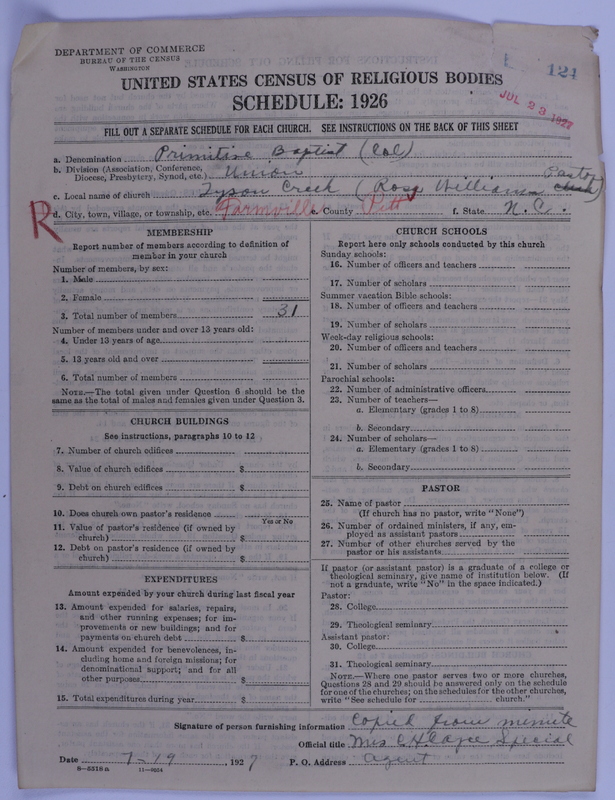 DEPARTMENT OF COMMERCE
BUREAU OF THE CENSUS
WASHINGTON
121
UNITED STATES CENSUS OF RELIGIOUS BODIES
SCHEDULE: 1926
JUL 23 1927
FILL OUT A SEPARATE SCHEDULE FOR EACH CHURCH. SEE INSTRUCTIONS ON THE BACK OF THIS SHEET
a. Denomination Primitive Baptist (Col)
b. Division (Association, Conference, Diocese, Presbytery, Synod, etc.) Union
c. Local name of church Tyson Creek (Rose Williams Pastor church)
R d. City, town, village, or township, etc. Farmville e. County Pitt f. State N.C.
MEMBERSHIP
Report number of members according to definition of
member in your church
Number of members, by sex:
1. Male
2. Female
3. Total number of members 31
Number of members under and over 13 years old:
4. Under 13 years of age
5. 13 years old and over
6. Total number of members
NOTE.—The total given under Question 6 should be the
same as the total of males and females given under Question 3.
CHURCH BUILDINGS
See instructions, paragraphs 10 to 12
7. Number of church edifices
8. Value of church edifices $
9. Debt on church edifices $
10. Does church own pastor's residence
Yes or No
11. Value of pastor's residence (if owned by
church) $
12. Debt on pastor's residence (if owned by
church) $
EXPENDITURES
Amount expended by your church during last fiscal year
13. Amount expended for salaries, repairs,
and other running expenses; for im-
provements or new buildings; and for
payments on church debt $
14. Amount expended for benevolences, in-
cluding home and foreign missions; for
denominational support; and for all
other purposes $
15. Total expenditures during year $
CHURCH SCHOOLS
Report here only schools conducted by this church
Sunday schools:
16. Number of officers and teachers
17. Number of scholars
Summer vacation Bible schools:
18. Number of officers and teachers
19. Number of scholars
Week-day religious schools:
20. Number of officers and teachers
21. Number of scholars
Parochial schools:
22. Number of administrative officers
23. Number of teachers—
a. Elementary (grades 1 to 8)
b. Secondary
24. Number of scholars—
a. Elementary (grades 1 to 8)
b. Secondary
PASTOR
25. Name of pastor
(If church has no pastor, write "None")
26. Number of ordained ministers, if any, em-
ployed as assistant pastors
27. Number of other churches served by the
pastor or his assistants
If pastor (or assistant pastor) is a graduate of a college or
theological seminary, give name of institution below. (If
not a graduate, write "No" in the space indicated.)
Pastor:
28. College
29. Theological seminary
Assistant pastor:
30. College
31. Theological seminary
NOTE.—Where one pastor serves two or more churches,
Questions 28 and 29 should be answered only on the schedule
for one of the churches; on the schedules for the other churches,
write "See schedule for church."
Signature of person furnishing information Copied from minute
Official title Mrs. C.H. Special
Date 7-19 1927 P. O. Address agent
8-5518a 11-8654